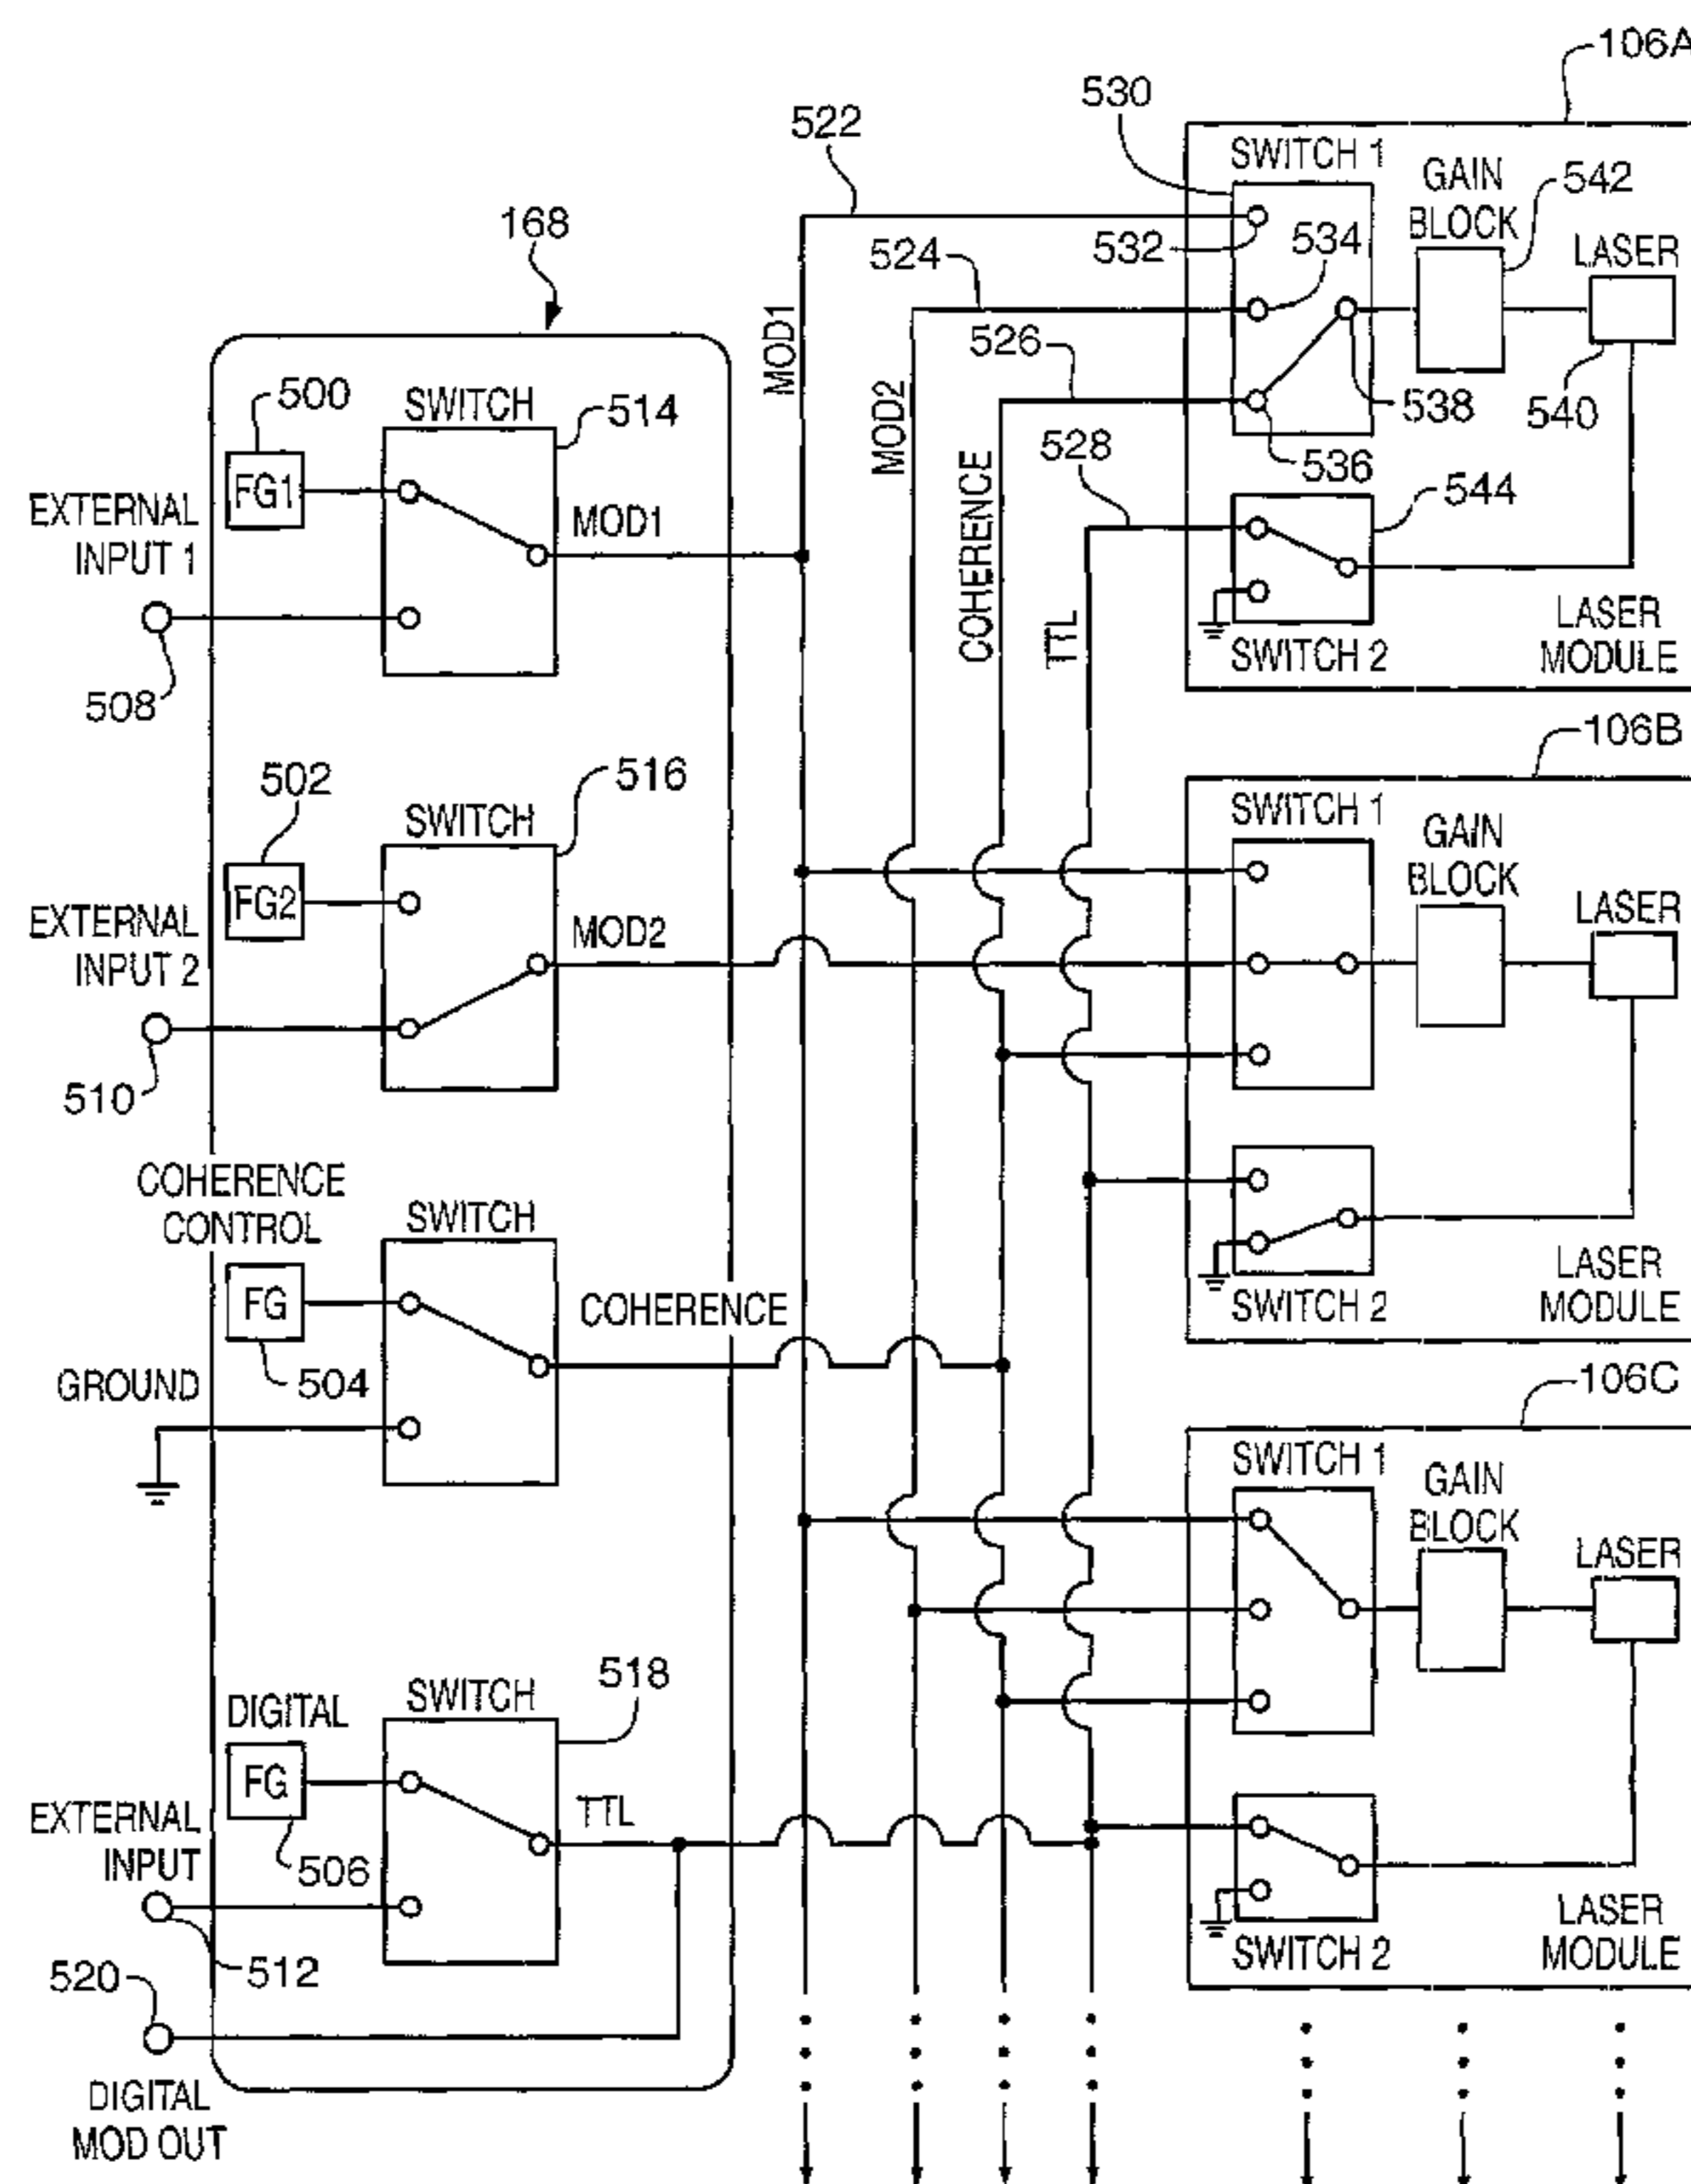 106A
530
522
SWITCH 1
GAIN
BLOCK
542
168
524
532
534
LASER
MOD1
526
538
540
500
SWITCH
514
MOD2
528
536
544
FG1
EXTERNAL
INPUT 1
MOD1
COHERENCE
TTL
SWITCH 2
LASER
MODULE
508
106B
502
SWITCH
516
SWITCH 1
GAIN
BLOCK
LASER
FG2
EXTERNAL
INPUT 2
MOD2
510
COHERENCE
CONTROL
SWITCH
LASER
MODULE
SWITCH 2
FG
COHERENCE
GROUND
504
106C
SWITCH 1
GAIN
BLOCK
LASER
518
DIGITAL
SWITCH
FG
TTL
EXTERNAL
INPUT
506
512
520
LASER
MODULE
SWITCH 2
DIGITAL
MOD OUT